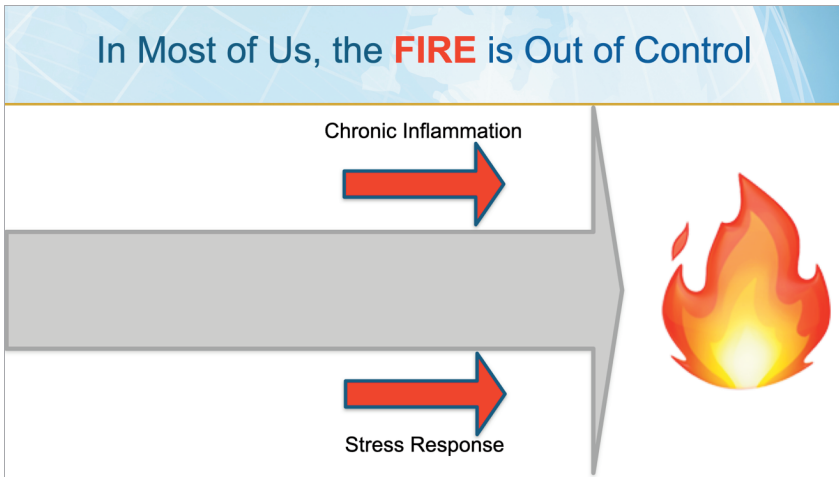 In Most of Us, the FIRE is Out of Control
Chronic Inflammation
Stress Response